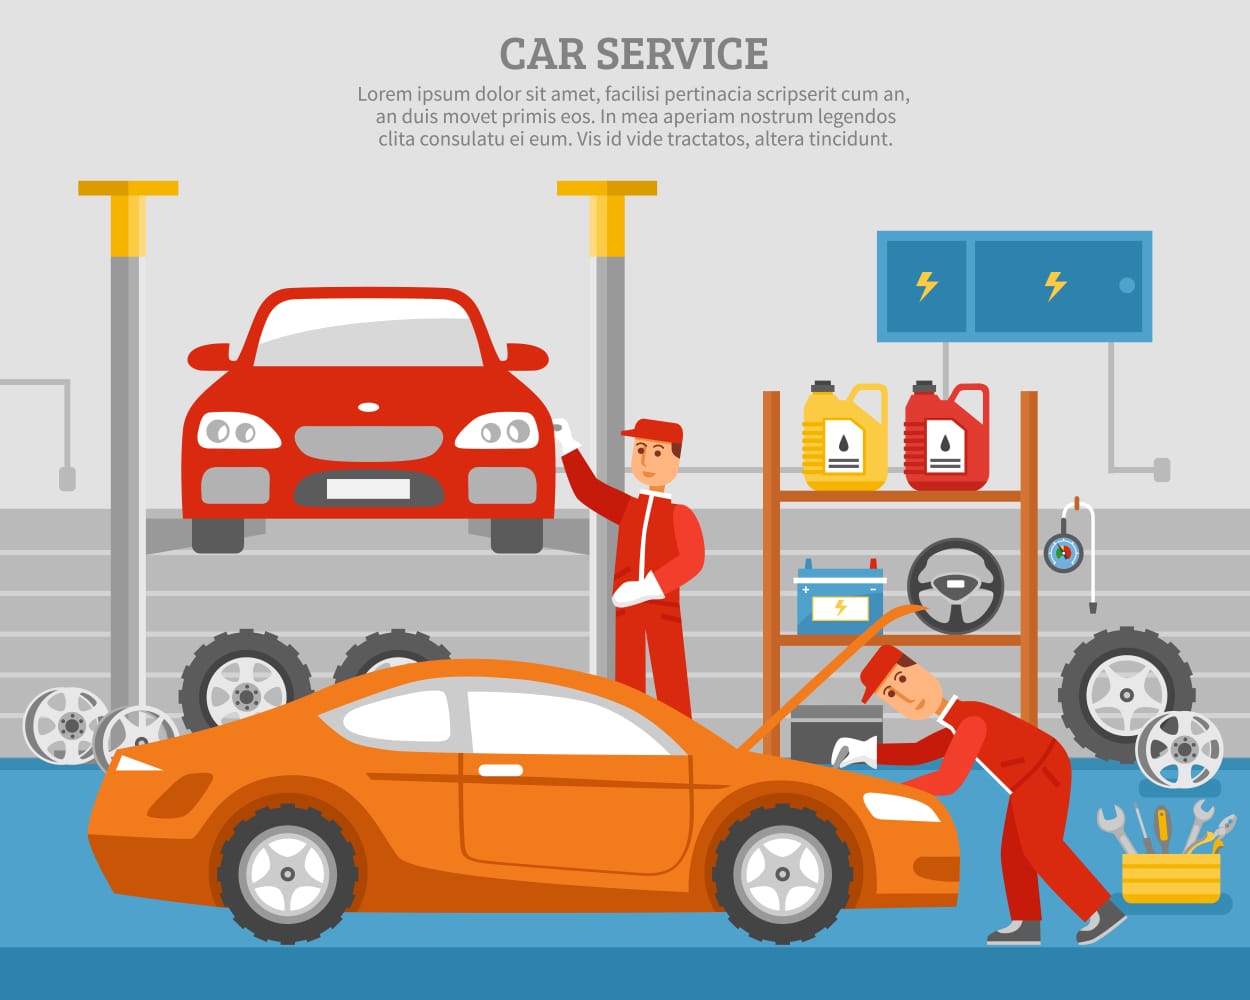 CAR SERVICE
Lorem ipsum dolor sit amet, facilisi pertinacia scripserit cum an,
an duis movet primis eos. In mea aperiam nostrum legendos
clita consulatu ei eum. Vis id vide tractatos, altera tincidunt.